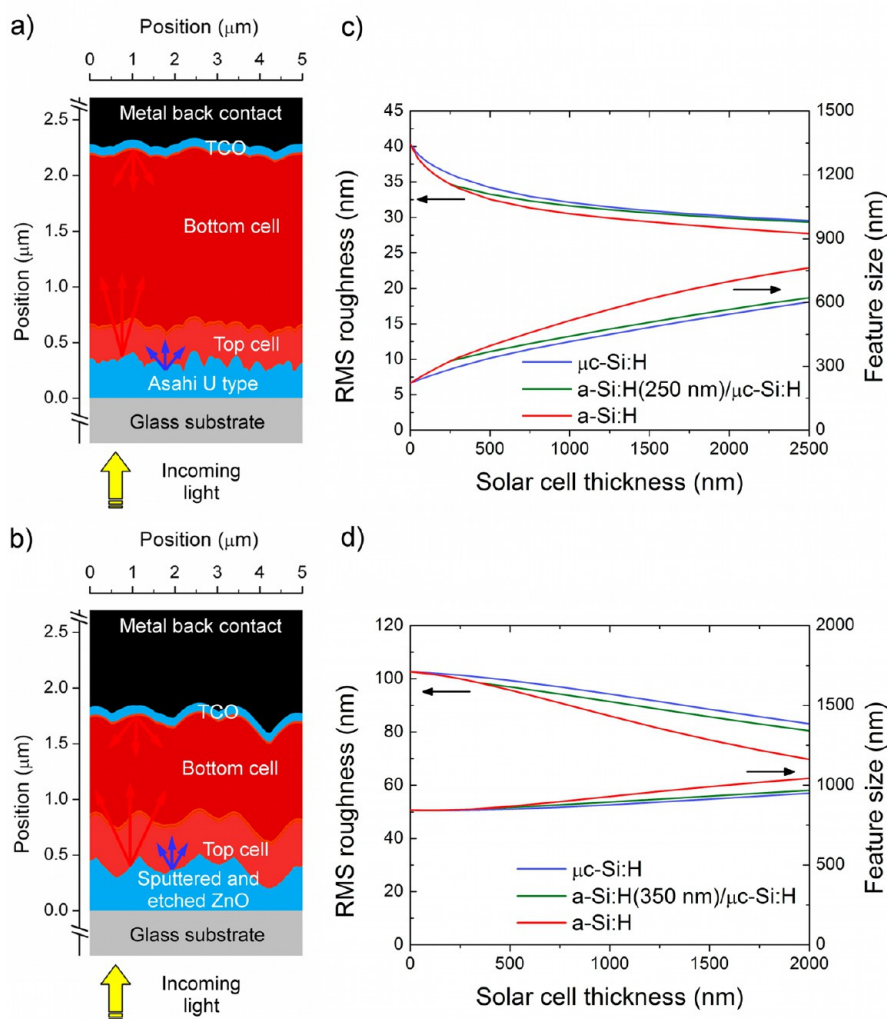 a)
Position (μm)
0 1 2 3 4 5
Position (μm)
2.5
2.0
1.5
1.0
0.5
0.0
Metal back contact
TCO
Bottom cell
Top cell
Asahi U type
Glass substrate
Incoming
light
c)
RMS roughness (nm)
45
40
35
30
25
20
15
10
5
0
1500
1200
900
600
300
0
Feature size (nm)
μc-Si:H
a-Si:H(250 nm)/μc-Si:H
a-Si:H
0 500 1000 1500 2000 2500
Solar cell thickness (nm)
b)
Position (μm)
0 1 2 3 4 5
Position (μm)
2.5
2.0
1.5
1.0
0.5
0.0
Metal back contact
TCO
Bottom cell
Top cell
Sputtered and
etched ZnO
Glass substrate
Incoming
light
d)
RMS roughness (nm)
120
100
80
60
40
20
0
2000
1500
1000
500
0
Feature size (nm)
μc-Si:H
a-Si:H(350 nm)/μc-Si:H
a-Si:H
0 500 1000 1500 2000
Solar cell thickness (nm)